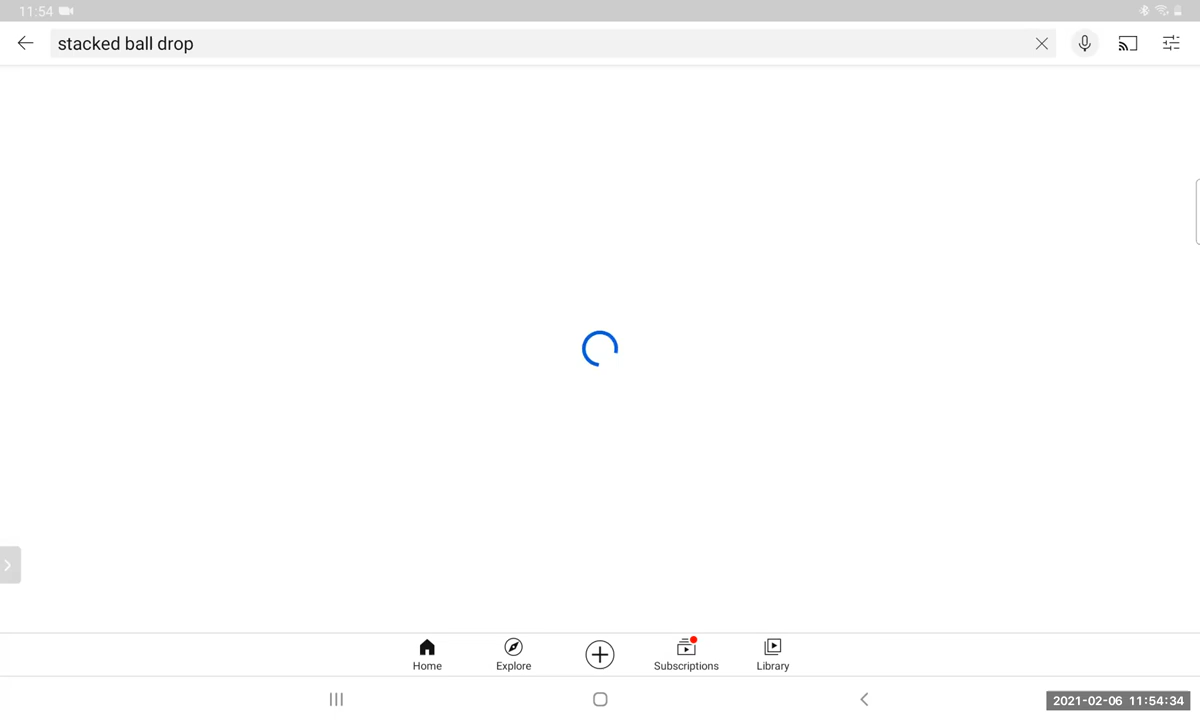 11:54
stacked ball drop
Home
Explore
Subscriptions
Library
2021-02-06 11:54:34